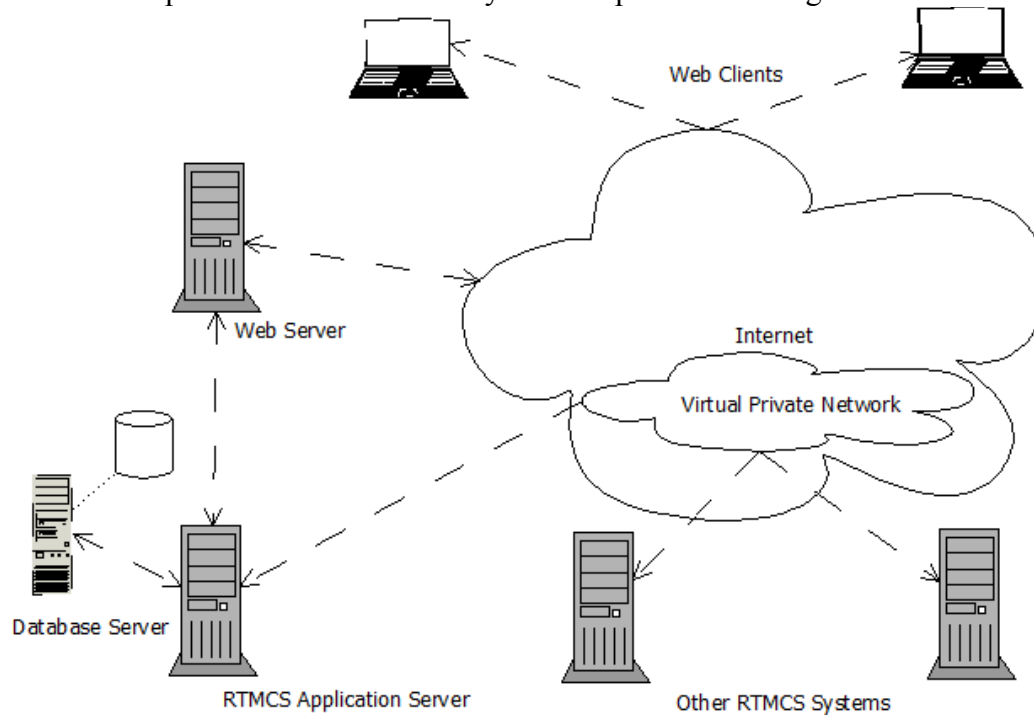 Web Clients
Web Server
Internet
Virtual Private Network
Database Server
RTMCS Application Server
Other RTMCS Systems